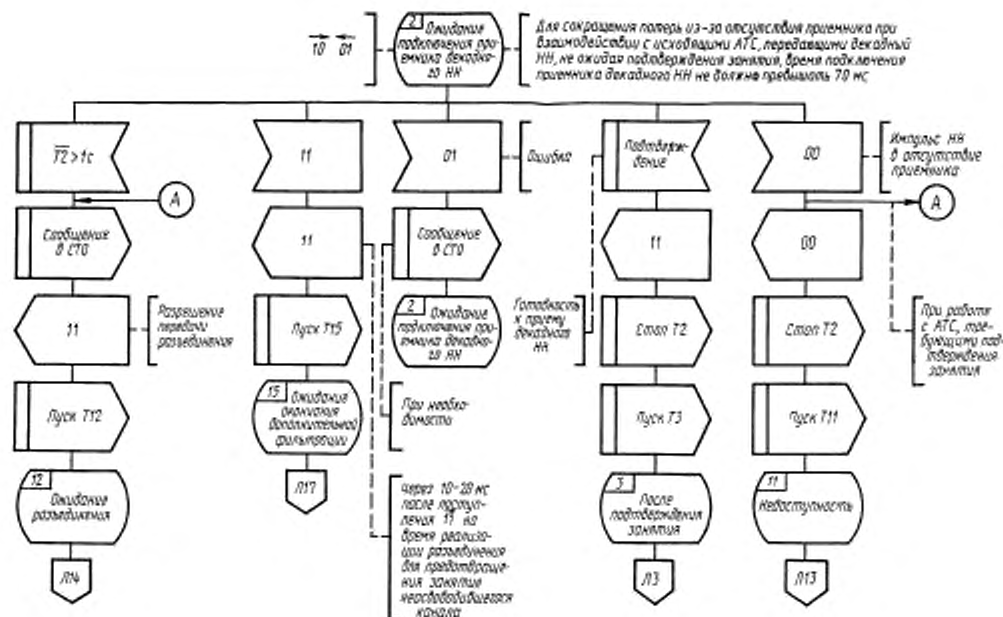 10 01
2 Ожидание
подключения при-
емника декадно-
го НН
Для сокращения потерь из-за отсутствия приемника при
взаимодействии с исходящими АТС, передающими декадный
НН, не ожидая подтверждения занятия, время подключения
приемника декадного НН не должно превышать 70 мс
T2 > 1с
11
01
Ошибка
Подтверж-
дение
00
Импульс НН
в отсутствие
приемника
А
А
Сообщение
в СТО
11
Сообщение
в СТО
11
00
11
Разрешение
передачи
разъединения
Пуск Т15
2 Ожидание
подключения при-
емника декадно-
го НН
Готовность
к приему
декадного
НН
Стоп Т2
Стоп Т2
При работе
с АТС, тре-
бующими под-
тверждения
занятия
Пуск Т12
15 Ожидание
окончания
дополнительной
фильтрации
При необхо-
димости
Пуск Т3
Пуск Т11
12
Ожидание
разъединения
Л17
Через 10-20 мс
после поступ-
ления 11 на
время реализа-
ции разъединения
для предотвра-
щения занятия
неосвободившегося
канала
3
После
подтверждения
занятия
11
Недоступность
Л14
Л3
Л13